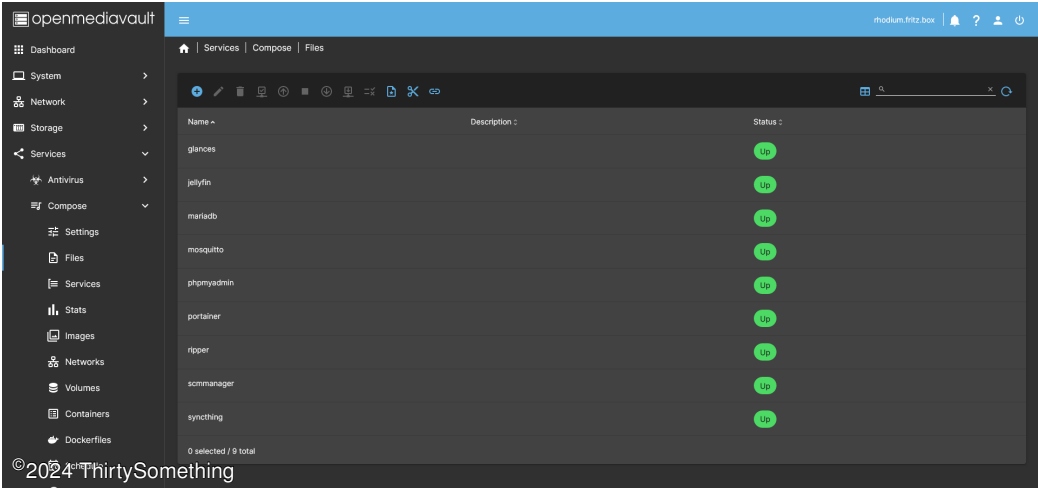 openmediavault
rhodium.fritz.box
Dashboard
System
Network
Storage
Services
Antivirus
Compose
Settings
Files
Services
Stats
Images
Networks
Volumes
Containers
Dockerfiles
Services | Compose | Files
Name Description Status
glances Up
jellyfin Up
mariadb Up
mosquitto Up
phpmyadmin Up
portainer Up
ripper Up
scmmanager Up
syncthing Up
0 selected / 9 total
©2024 ThirtySomething